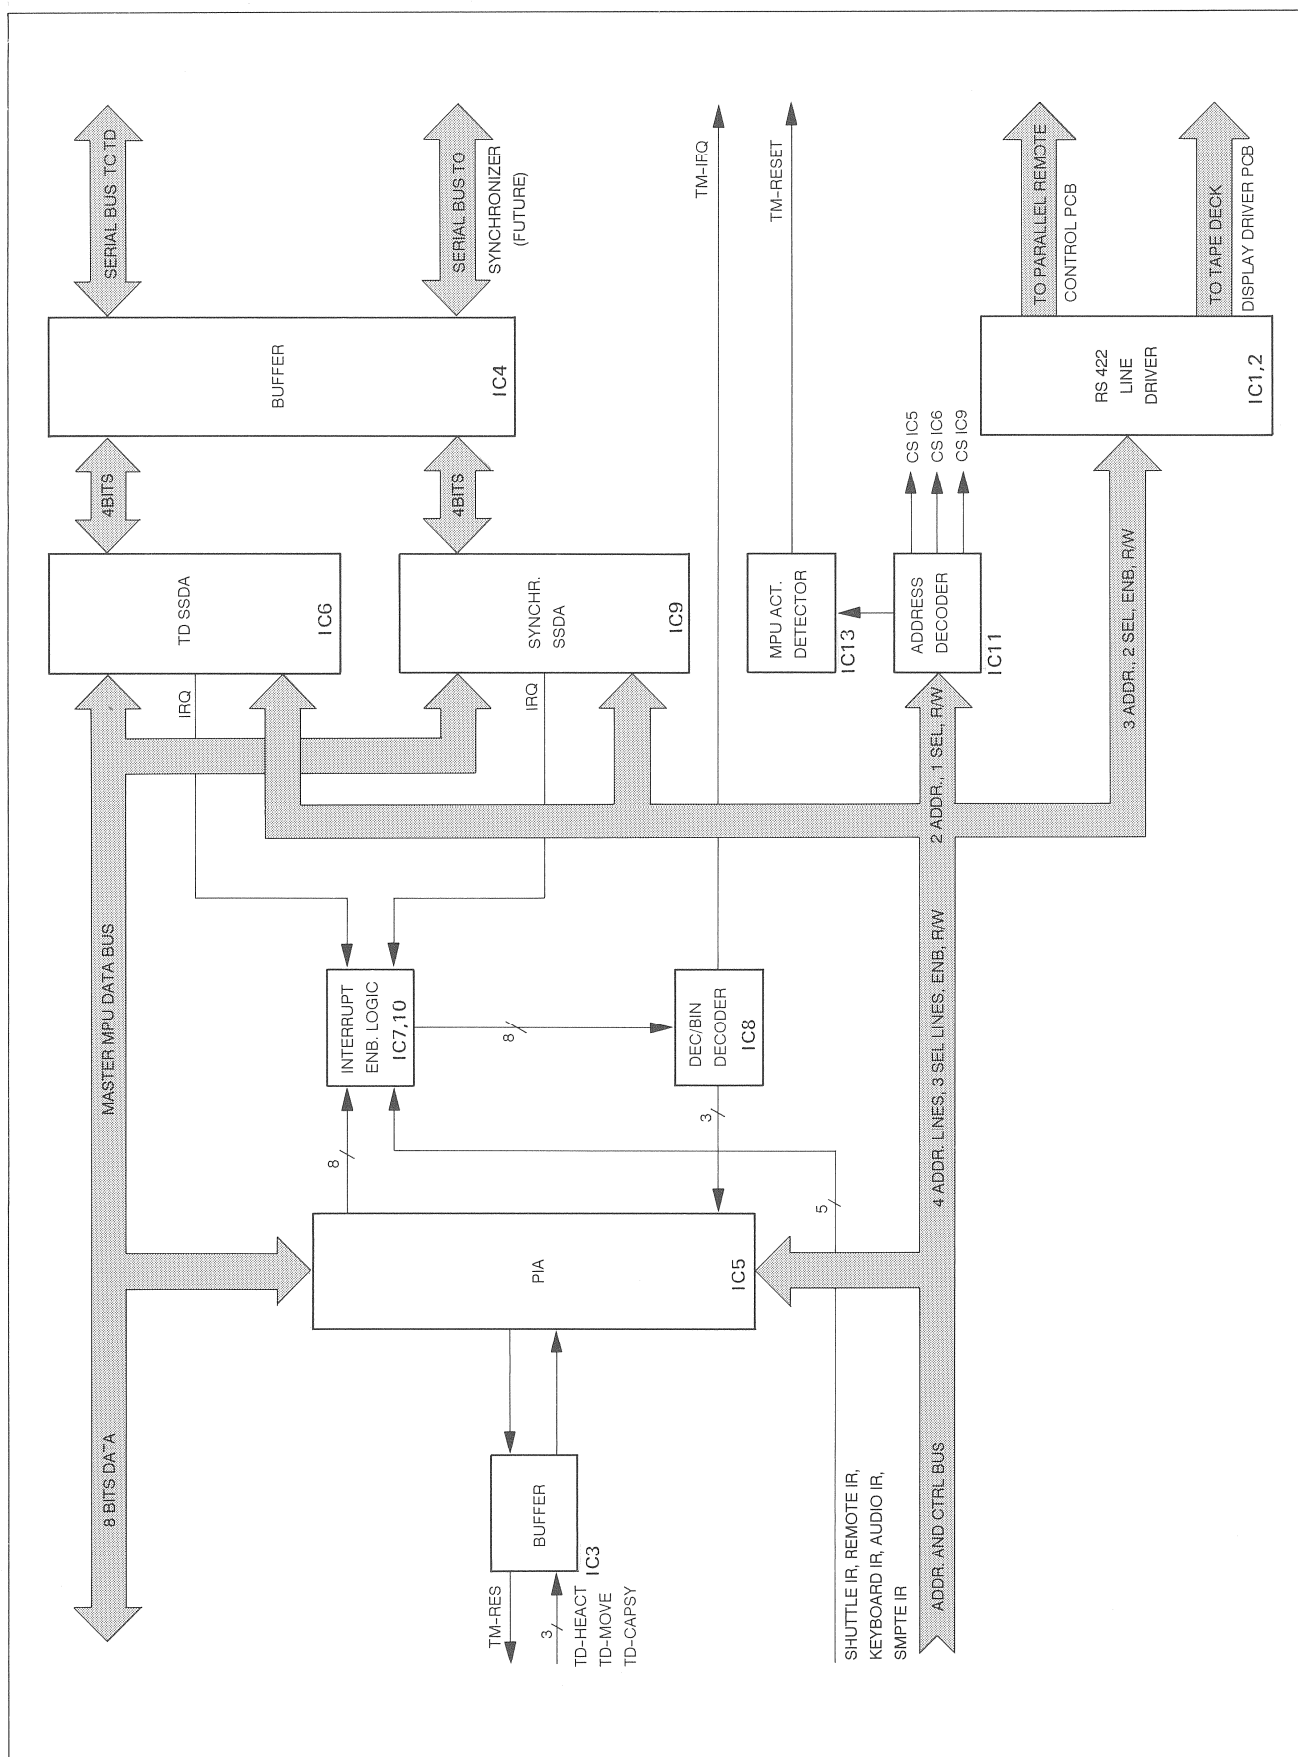 8 BITS DATA
MASTER MPU DATA BUS
SERIAL BUS TC TD
4BITS
TD SSDA
IC6
BUFFER
IC4
IRQ
SERIAL BUS TO
SYNCHRONIZER
(FUTURE)
4BITS
SYNCHR.
SSDA
IC9
IRQ
INTERRUPT
ENB. LOGIC
IC7,10
8
8
PIA
IC5
BUFFER
IC3
TM-RES
3
TD-HEACT
TD-MOVE
TD-CAPSY
DEC/BIN
DECODER
IC8
3
TM-IRQ
TM-RESET
MPU ACT.
DETECTOR
IC13
ADDRESS
DECODER
IC11
CS IC5
CS IC6
CS IC9
5
SHUTTLE IR, REMOTE IR,
KEYBOARD IR, AUDIO IR,
SMPTE IR
ADDR. AND CTRL BUS
4 ADDR. LINES, 3 SEL LINES, ENB, R/W
2 ADDR., 1 SEL, R/W
3 ADDR., 2 SEL, ENB, R/W
RS 422
LINE
DRIVER
IC1,2
TO PARALLEL REMOTE
CONTROL PCB
TO TAPE DECK
DISPLAY DRIVER PCB